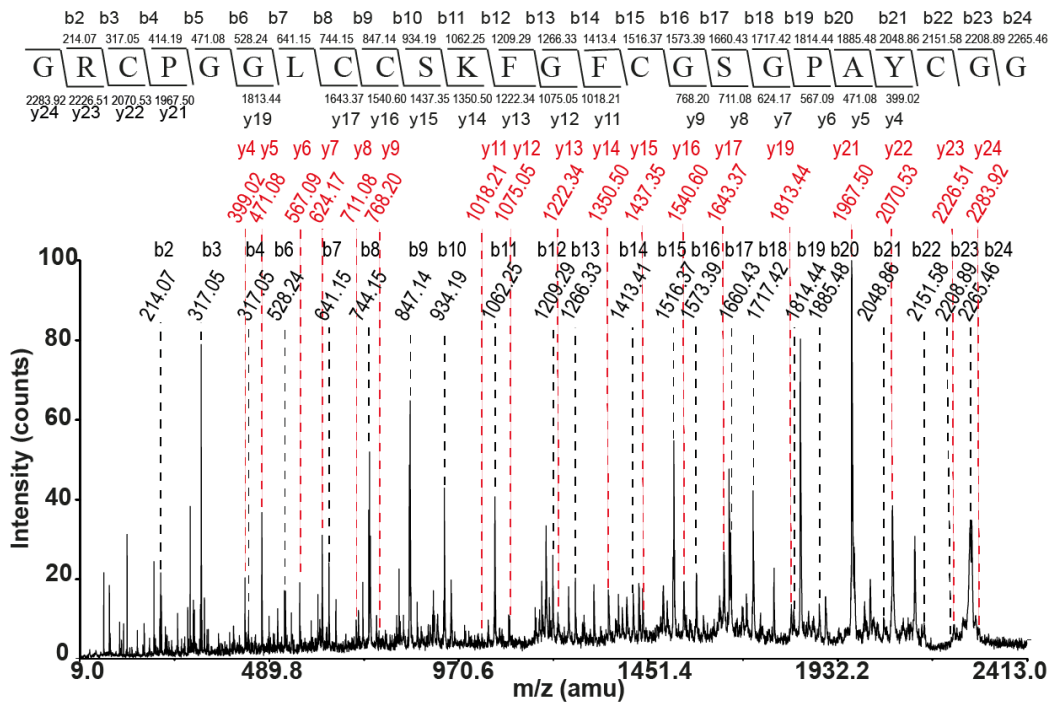 b2 b3 b4 b5 b6 b7 b8 b9 b10 b11 b12 b13 b14 b15 b16 b17 b18 b19 b20 b21 b22 b23 b24
214.07 317.05 414.19 471.08 528.24 641.15 744.15 847.14 934.19 1062.25 1209.29 1266.33 1413.4 1516.37 1573.39 1660.43 1717.42 1814.44 1885.48 2048.86 2151.58 2208.89 2265.46
G R C P G G L C C S K F G F C G S G P A Y C G G
2283.92 2226.51 2070.53 1967.50 1813.44 1643.37 1540.60 1437.35 1350.50 1222.34 1075.05 1018.21 768.20 711.08 624.17 567.09 471.08 399.02
y24 y23 y22 y21 y19 y17 y16 y15 y14 y13 y12 y11 y9 y8 y7 y6 y5 y4
y4 y5 y6 y7 y8 y9 y11 y12 y13 y14 y15 y16 y17 y19 y21 y22 y23 y24
399.02 471.08 567.09 624.17 711.08 768.20 1018.21 1075.05 1222.34 1350.50 1437.35 1540.60 1643.37 1813.44 1967.50 2070.53 2226.51 2283.92
b2 b3 b4 b6 b7 b8 b9 b10 b11 b12 b13 b14 b15 b16 b17 b18 b19 b20 b21 b22 b23 b24
214.07 317.05 317.05 528.24 641.15 744.15 847.14 934.19 1062.25 1209.29 1266.33 1413.41 1516.37 1573.39 1660.43 1717.42 1814.44 1885.48 2048.86 2151.58 2208.89 2265.46
Intensity (counts)
100
80
60
40
20
0
9.0 489.8 970.6 1451.4 1932.2 2413.0
m/z (amu)